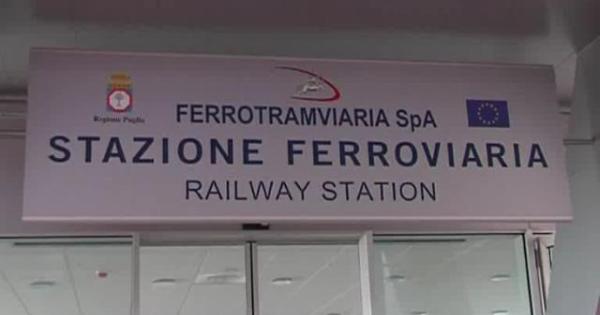 Regione Puglia
FERROTRAMVIARIA SpA
STAZIONE FERROVIARIA
RAILWAY STATION